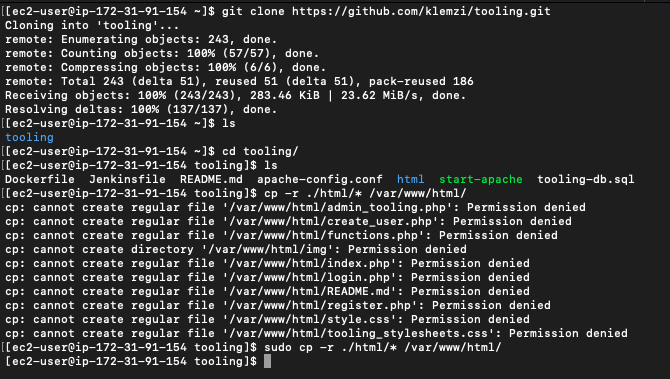 [[ec2-user@ip-172-31-91-154 ~]$ git clone https://github.com/klemzi/tooling.git
Cloning into 'tooling'...
remote: Enumerating objects: 243, done.
remote: Counting objects: 100% (57/57), done.
remote: Compressing objects: 100% (6/6), done.
remote: Total 243 (delta 51), reused 51 (delta 51), pack-reused 186
Receiving objects: 100% (243/243), 283.46 KiB | 23.62 MiB/s, done.
Resolving deltas: 100% (137/137), done.
[[ec2-user@ip-172-31-91-154 ~]$ ls
tooling
[[ec2-user@ip-172-31-91-154 ~]$ cd tooling/
[[ec2-user@ip-172-31-91-154 tooling]$ ls
Dockerfile  Jenkinsfile  README.md  apache-config.conf  html  start-apache  tooling-db.sql
[[ec2-user@ip-172-31-91-154 tooling]$ cp -r ./html/* /var/www/html/
cp: cannot create regular file '/var/www/html/admin_tooling.php': Permission denied
cp: cannot create regular file '/var/www/html/create_user.php': Permission denied
cp: cannot create regular file '/var/www/html/functions.php': Permission denied
cp: cannot create directory '/var/www/html/img': Permission denied
cp: cannot create regular file '/var/www/html/index.php': Permission denied
cp: cannot create regular file '/var/www/html/login.php': Permission denied
cp: cannot create regular file '/var/www/html/README.md': Permission denied
cp: cannot create regular file '/var/www/html/register.php': Permission denied
cp: cannot create regular file '/var/www/html/style.css': Permission denied
cp: cannot create regular file '/var/www/html/tooling_stylesheets.css': Permission denied
[[ec2-user@ip-172-31-91-154 tooling]$ sudo cp -r ./html/* /var/www/html/
[ec2-user@ip-172-31-91-154 tooling]$